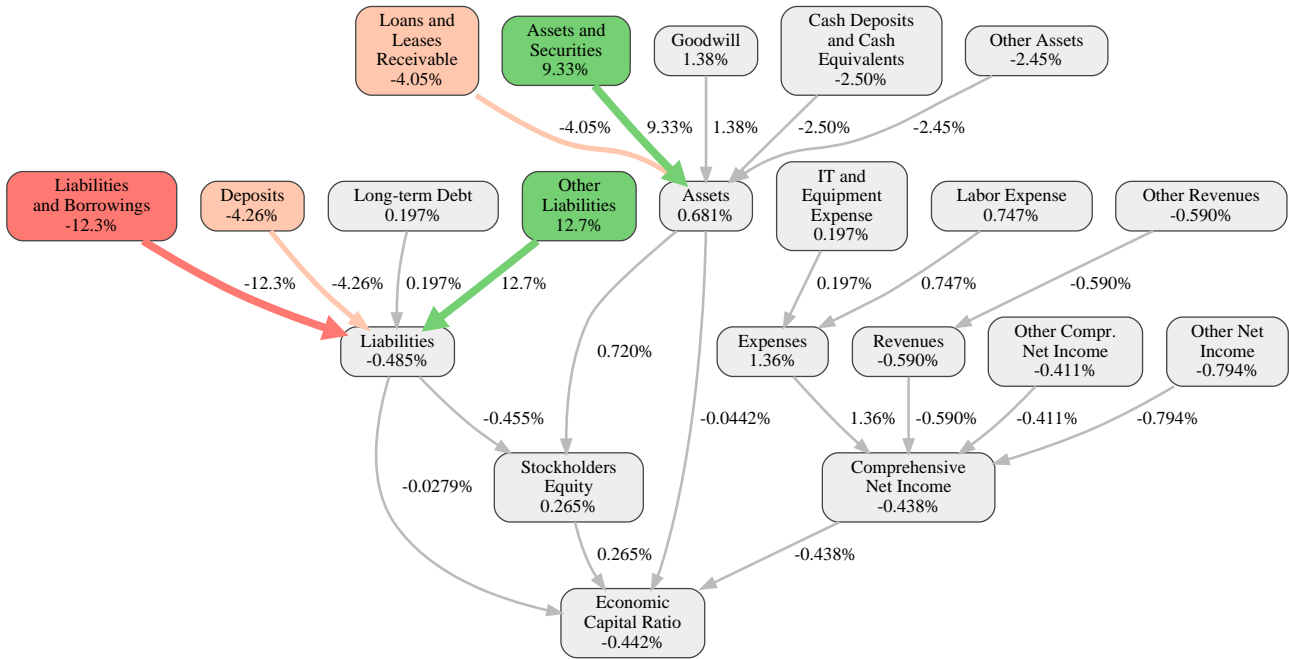 Loans and
Leases
Receivable
-4.05%
Assets and
Securities
9.33%
Goodwill
1.38%
Cash Deposits
and Cash
Equivalents
-2.50%
Other Assets
-2.45%
-4.05%
9.33%
1.38%
-2.50%
-2.45%
Liabilities
and Borrowings
-12.3%
Deposits
-4.26%
Long-term Debt
0.197%
Other
Liabilities
12.7%
Assets
0.681%
IT and
Equipment
Expense
0.197%
Labor Expense
0.747%
Other Revenues
-0.590%
-12.3%
-4.26%
0.197%
12.7%
0.197%
0.747%
-0.590%
Liabilities
-0.485%
0.720%
Expenses
1.36%
Revenues
-0.590%
Other Compr.
Net Income
-0.411%
Other Net
Income
-0.794%
-0.455%
-0.0442%
1.36%
-0.590%
-0.411%
-0.794%
-0.0279%
Stockholders
Equity
0.265%
Comprehensive
Net Income
-0.438%
0.265%
-0.438%
Economic
Capital Ratio
-0.442%